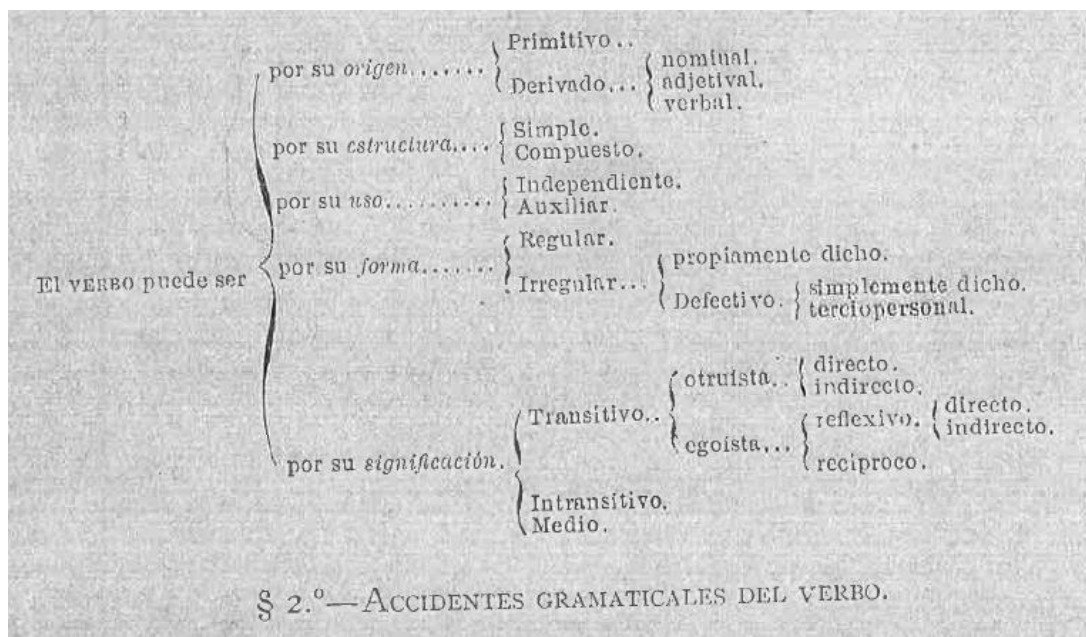 Primitivo..
por su origen.......
nominal.
Derivado...
adjetival.
verbal.
Simple.
por su estructura....
Compuesto.
Independiente.
por su uso..........
Auxiliar.
Regular.
propiamente dicho.
por su forma.......
El VERBO puede ser
Irregular...
simplemente dicho.
Defectivo.
terciopersonal.
directo.
otruísta..
indirecto.
Transitivo..
directo.
reflexivo.
indirecto.
egoísta...
recíproco.
por su significación.
Intransitivo.
Medio.
§ 2.º—ACCIDENTES GRAMATICALES DEL VERBO.